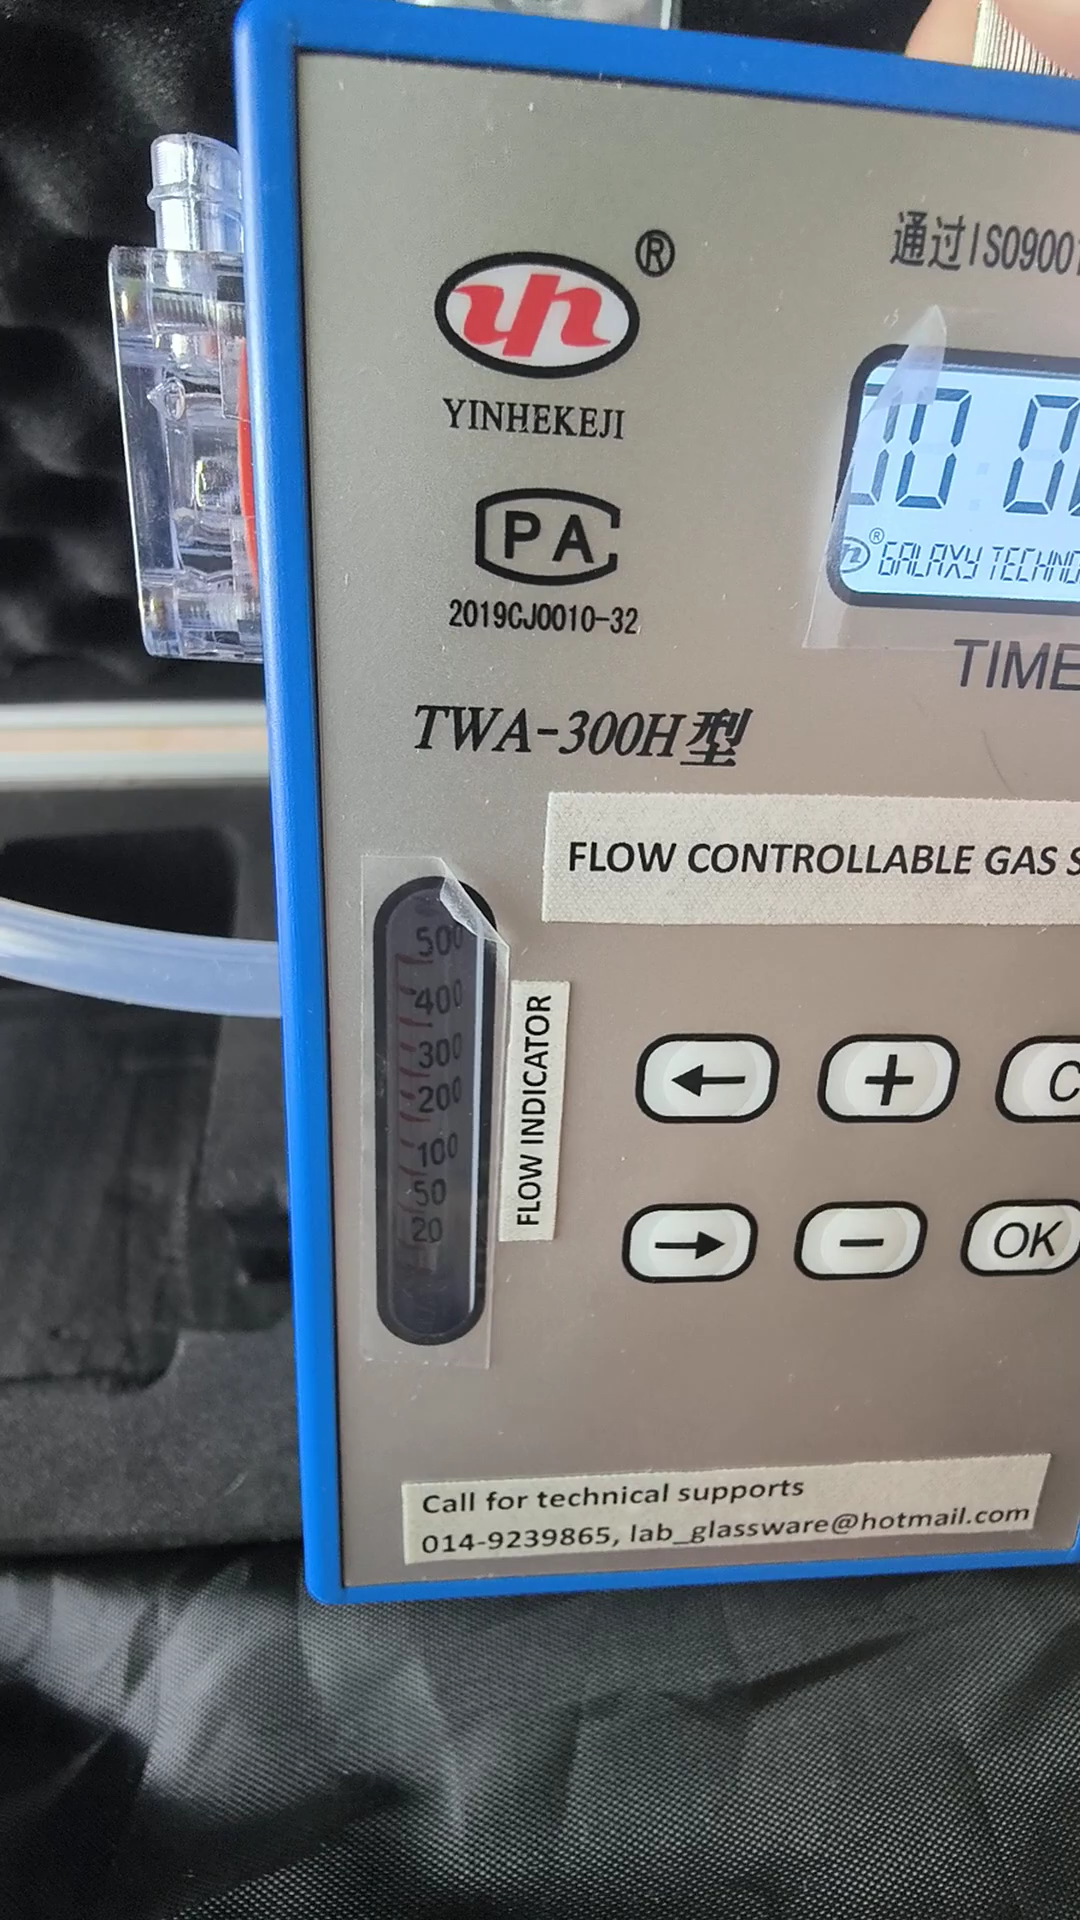 ®
通过ISO9001
YINHEKEJI
PA
2019CJ0010-32
® GALAXY TECHNO
TIME
TWA-300H型
FLOW CONTROLLABLE GAS S
500
400
300
200
100
50
20
FLOW INDICATOR
← + C
→ − OK
Call for technical supports
014-9239865, lab_glassware@hotmail.com